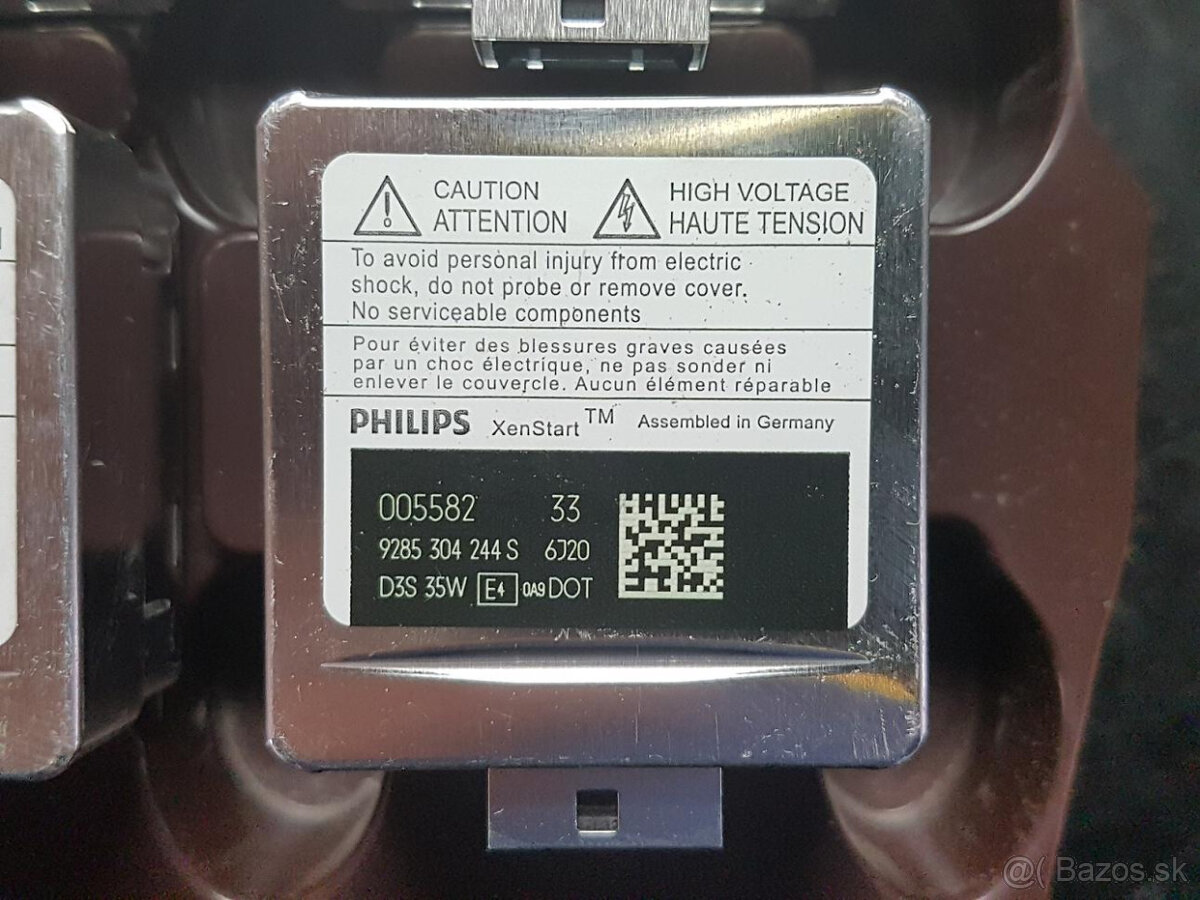 CAUTION
ATTENTION
HIGH VOLTAGE
HAUTE TENSION
To avoid personal injury from electric
shock, do not probe or remove cover.
No serviceable components
Pour éviter des blessures graves causées
par un choc électrique, ne pas sonder ni
enlever le couvercle. Aucun élément réparable
PHILIPS XenStart TM Assembled in Germany
005582 33
9285 304 244 S 6J20
D3S 35W E4 0A9 DOT
@( Bazos.sk